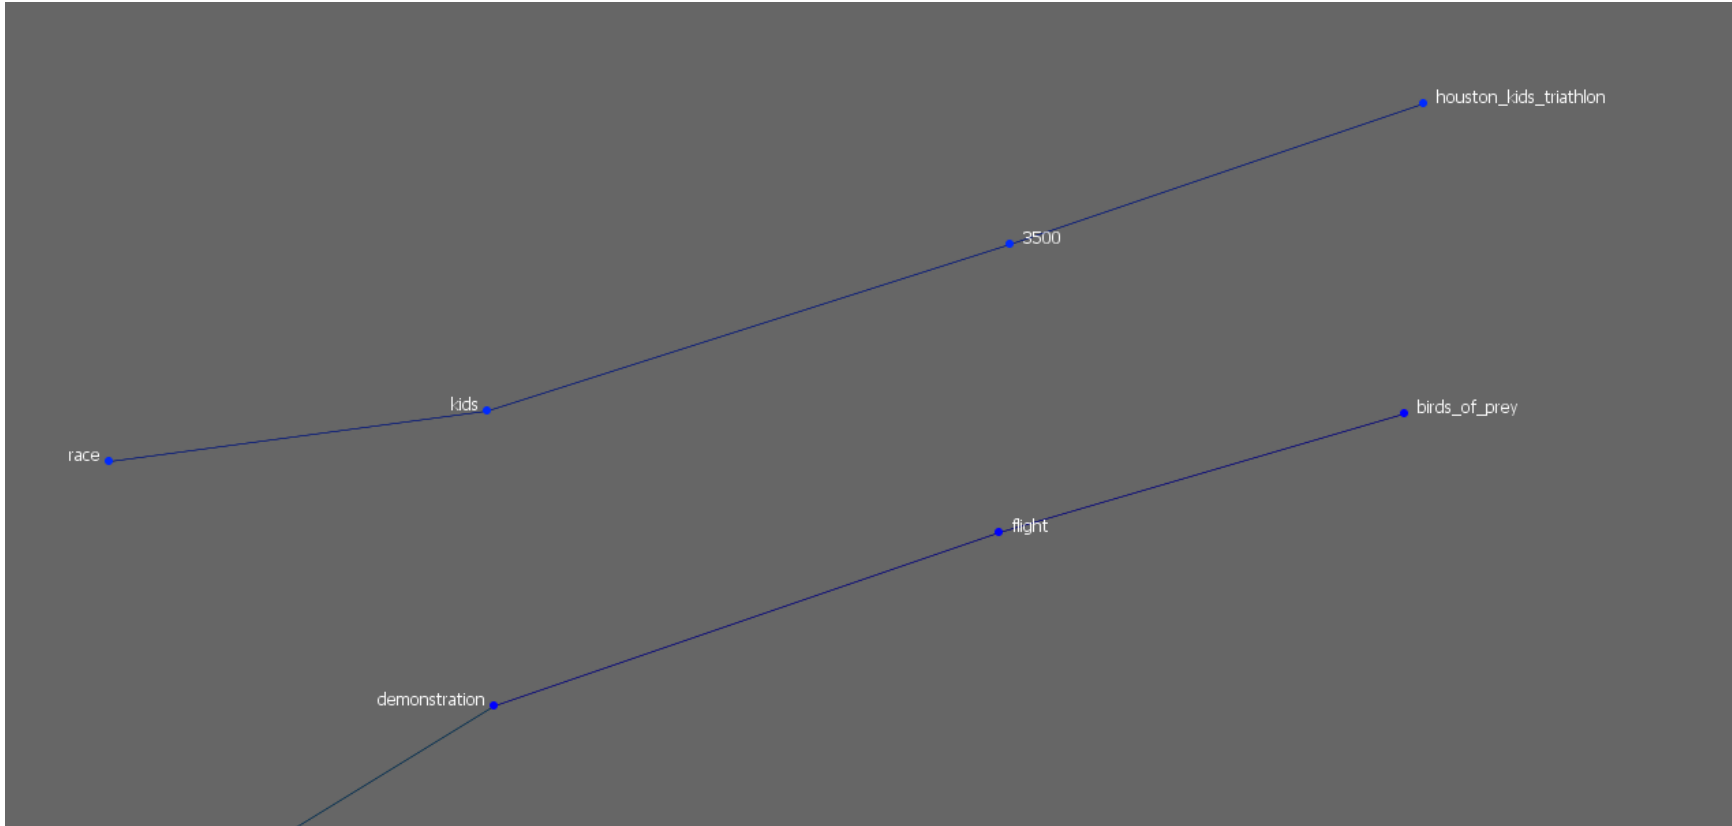 houston_kids_triathlon
3500
kids
birds_of_prey
race
flight
demonstration